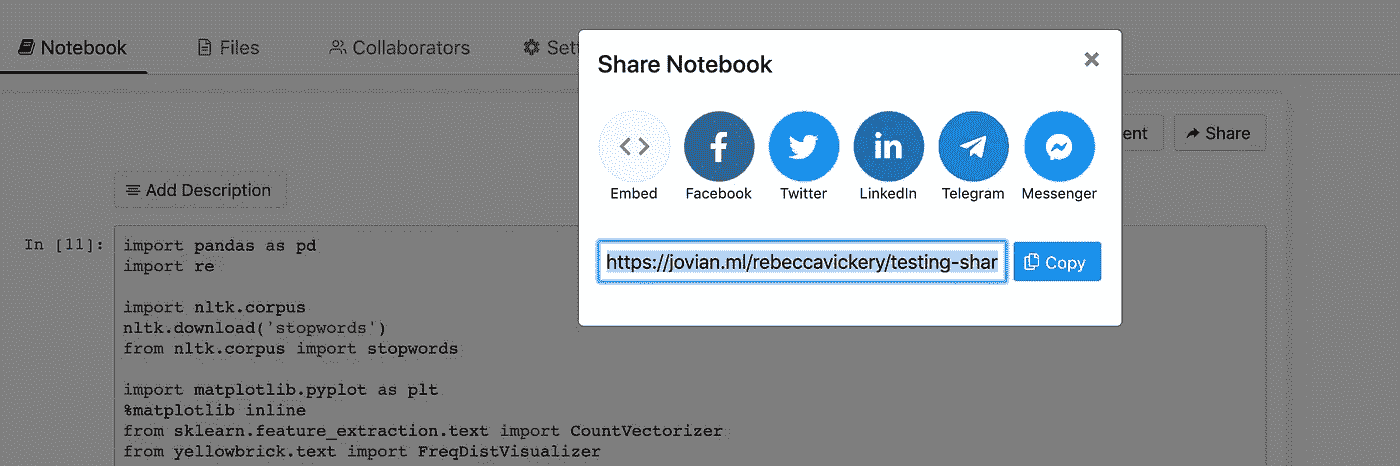 Notebook
Files
Collaborators
Share Notebook
Embed
Facebook
Twitter
LinkedIn
Telegram
Messenger
https://jovian.ml/rebeccavickery/testing-shar
Copy
Share
Add Description
In [11]:
import pandas as pd
import re
import nltk.corpus
nltk.download('stopwords')
from nltk.corpus import stopwords
import matplotlib.pyplot as plt
%matplotlib inline
from sklearn.feature_extraction.text import CountVectorizer
from yellowbrick.text import FreqDistVisualizer